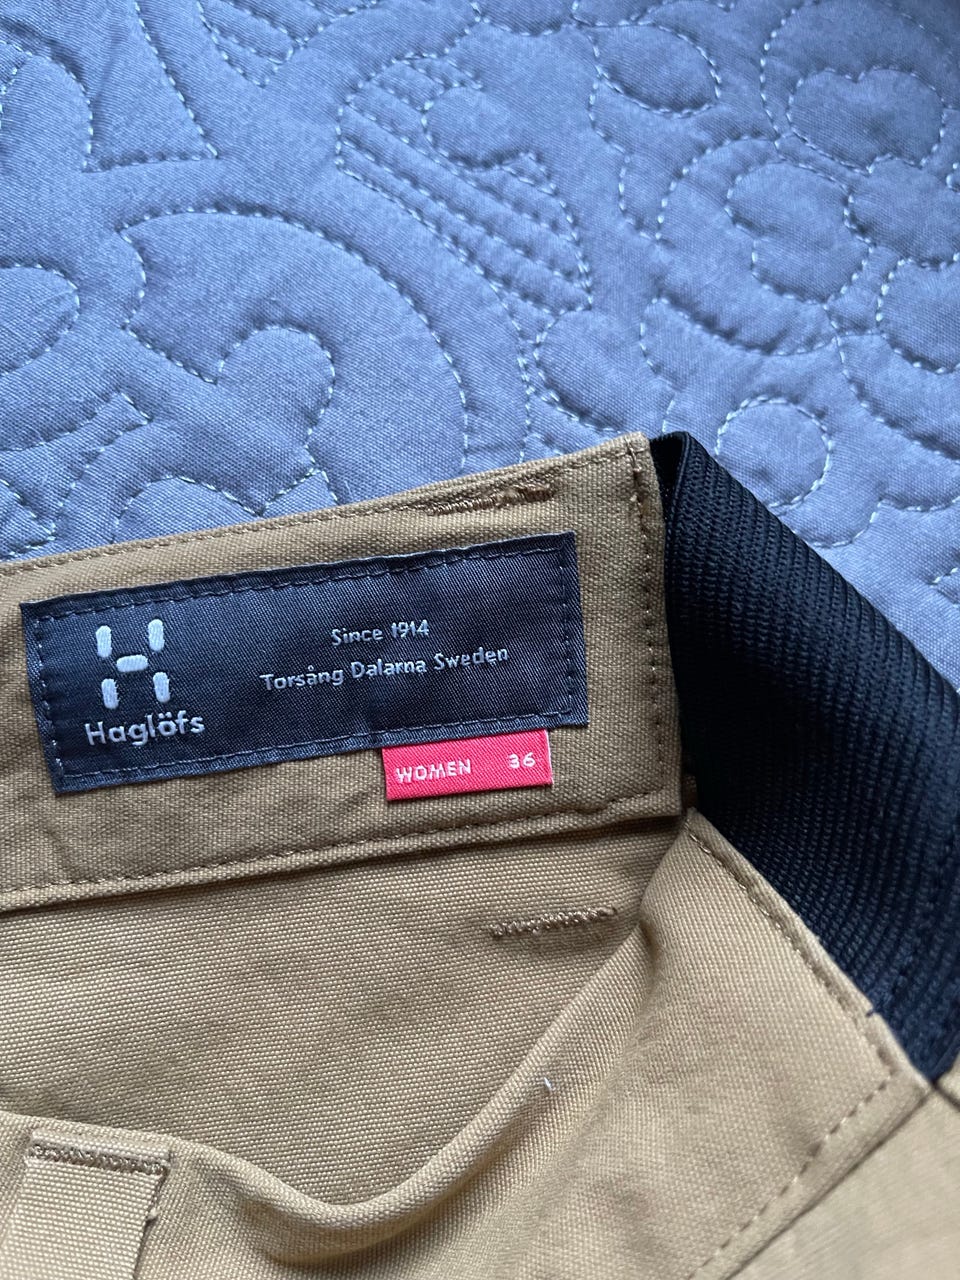 Haglöfs
Since 1914
Torsång Dalarna Sweden
WOMEN 36